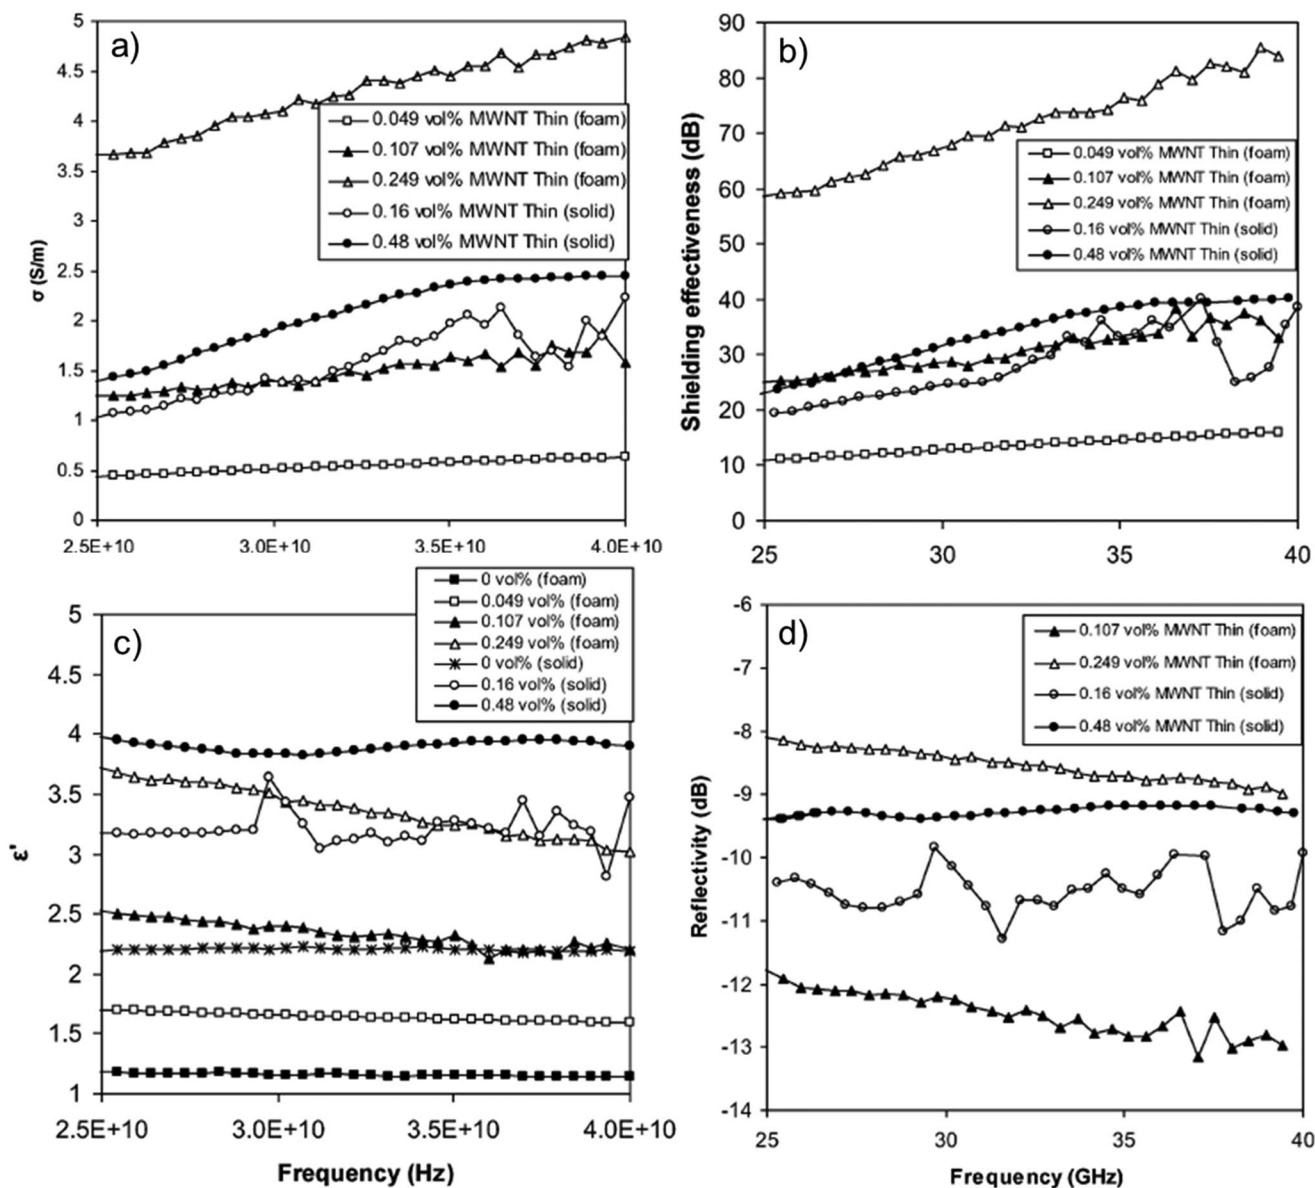 a)
5
4.5
4
3.5
3
2.5
2
1.5
1
0.5
0
σ (S/m)
0.049 vol% MWNT Thin (foam)
0.107 vol% MWNT Thin (foam)
0.249 vol% MWNT Thin (foam)
0.16 vol% MWNT Thin (solid)
0.48 vol% MWNT Thin (solid)
2.5E+10 3.0E+10 3.5E+10 4.0E+10
b)
90
80
70
60
50
40
30
20
10
0
Shielding effectiveness (dB)
0.049 vol% MWNT Thin (foam)
0.107 vol% MWNT Thin (foam)
0.249 vol% MWNT Thin (foam)
0.16 vol% MWNT Thin (solid)
0.48 vol% MWNT Thin (solid)
25 30 35 40
c)
5
4.5
4
3.5
3
2.5
2
1.5
1
ε'
0 vol% (foam)
0.049 vol% (foam)
0.107 vol% (foam)
0.249 vol% (foam)
0 vol% (solid)
0.16 vol% (solid)
0.48 vol% (solid)
2.5E+10 3.0E+10 3.5E+10 4.0E+10
Frequency (Hz)
d)
-6
-7
-8
-9
-10
-11
-12
-13
-14
Reflectivity (dB)
0.107 vol% MWNT Thin (foam)
0.249 vol% MWNT Thin (foam)
0.16 vol% MWNT Thin (solid)
0.48 vol% MWNT Thin (solid)
25 30 35 40
Frequency (GHz)